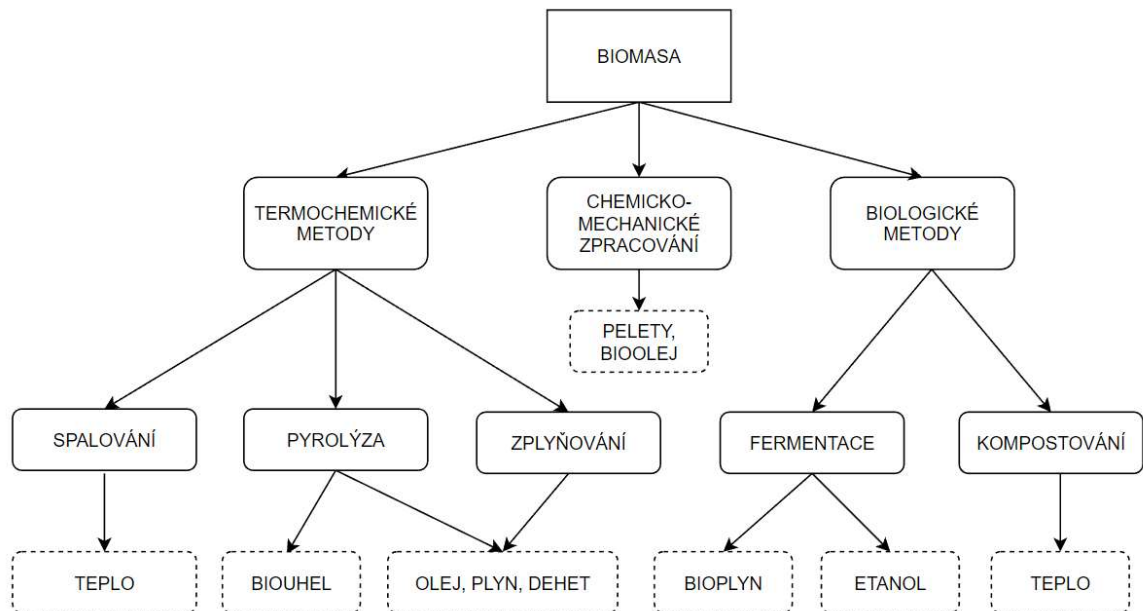 BIOMASA
TERMOCHEMICKÉ
METODY
CHEMICKO-
MECHANICKÉ
ZPRACOVÁNÍ
BIOLOGICKÉ
METODY
PELETY,
BIOOLEJ
SPALOVÁNÍ
PYROLÝZA
ZPLYŇOVÁNÍ
FERMENTACE
KOMPOSTOVÁNÍ
TEPLO
BIOUHEL
OLEJ, PLYN, DEHET
BIOPLYN
ETANOL
TEPLO